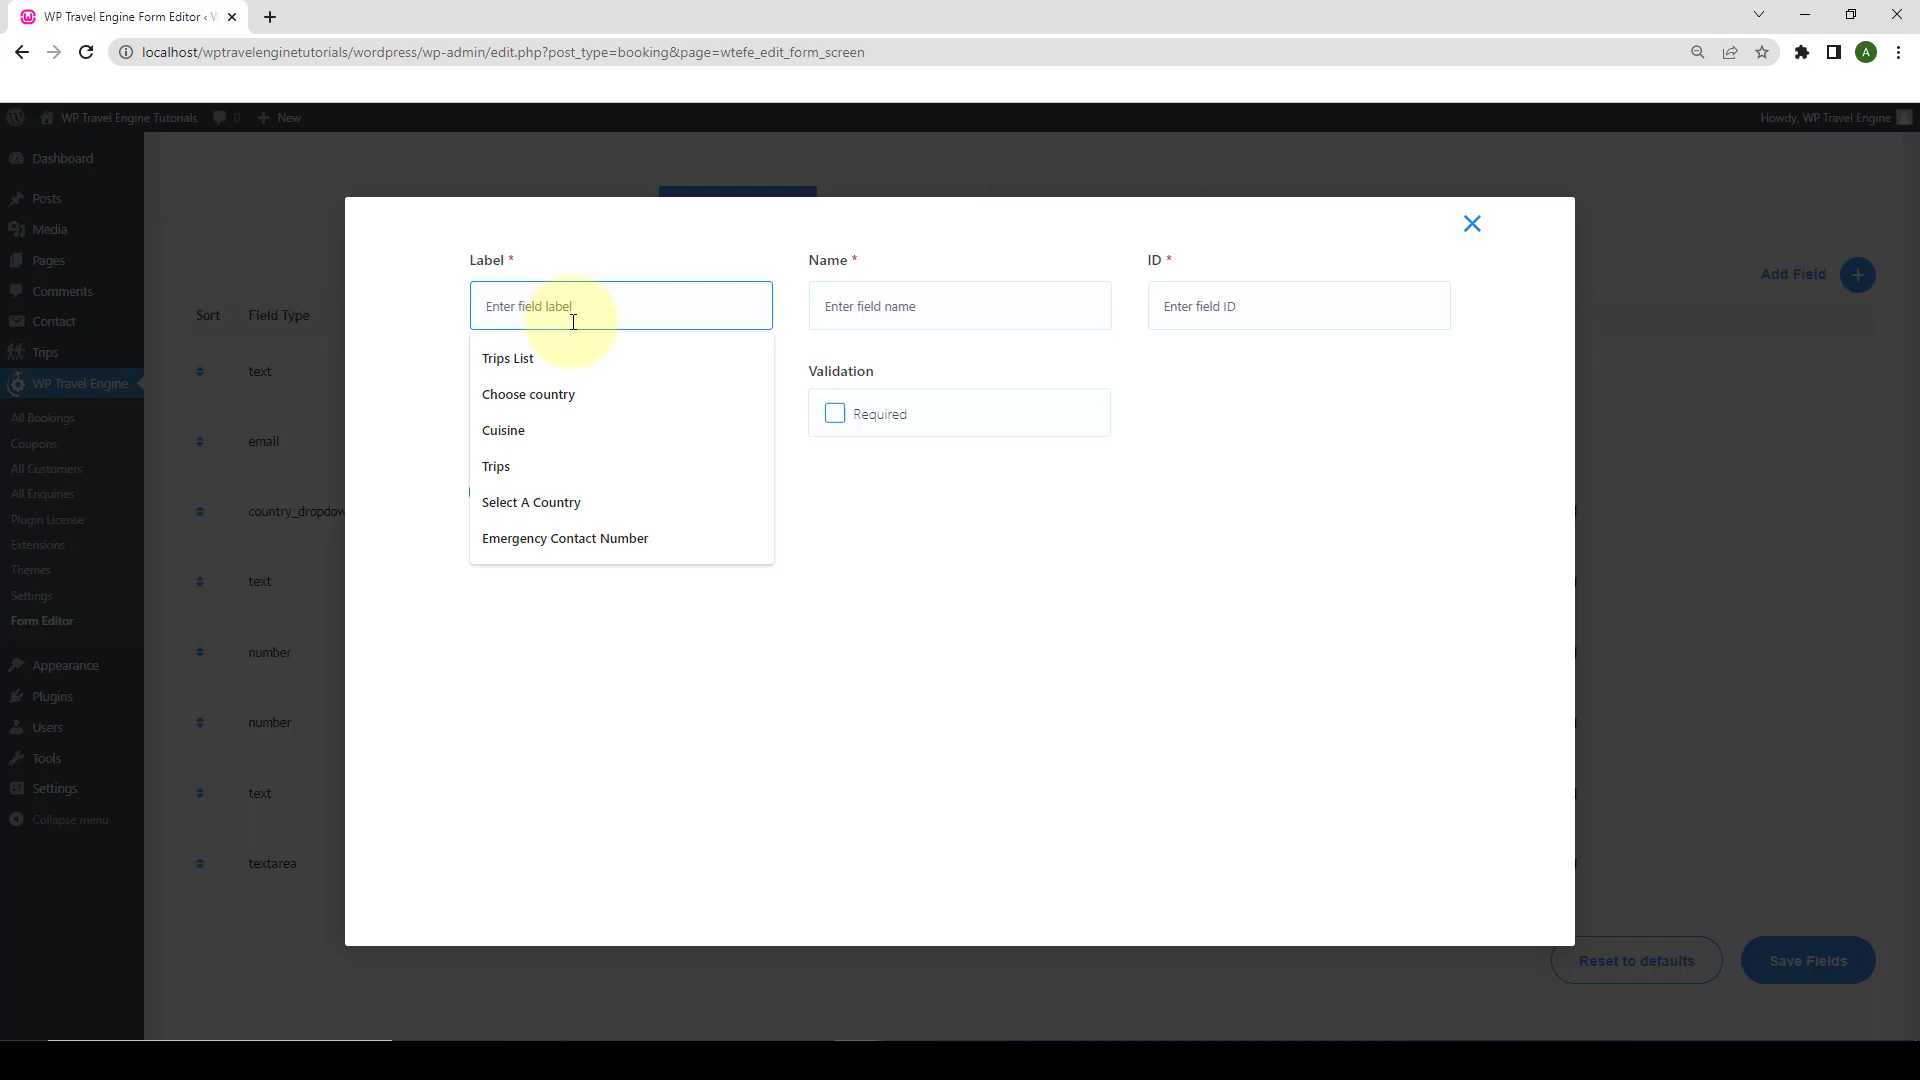 WP Travel Engine Form Editor ‹ W
localhost/wptravelenginetutorials/wordpress/wp-admin/edit.php?post_type=booking&page=wtefe_edit_form_screen
A
WP Travel Engine Tutorials
0
New
Howdy, WP Travel Engine
Dashboard
Posts
Media
Pages
Comments
Contact
Trips
WP Travel Engine
All Bookings
Coupons
All Customers
All Enquiries
Plugin License
Extensions
Themes
Settings
Form Editor
Appearance
Plugins
Users
Tools
Settings
Collapse menu
Add Field
Sort
Field Type
text
email
country_dropdow
text
number
number
text
textarea
Label *
Name *
ID *
Enter field label
Enter field name
Enter field ID
Trips List
Choose country
Cuisine
Trips
Select A Country
Emergency Contact Number
Validation
Required
Reset to defaults
Save Fields